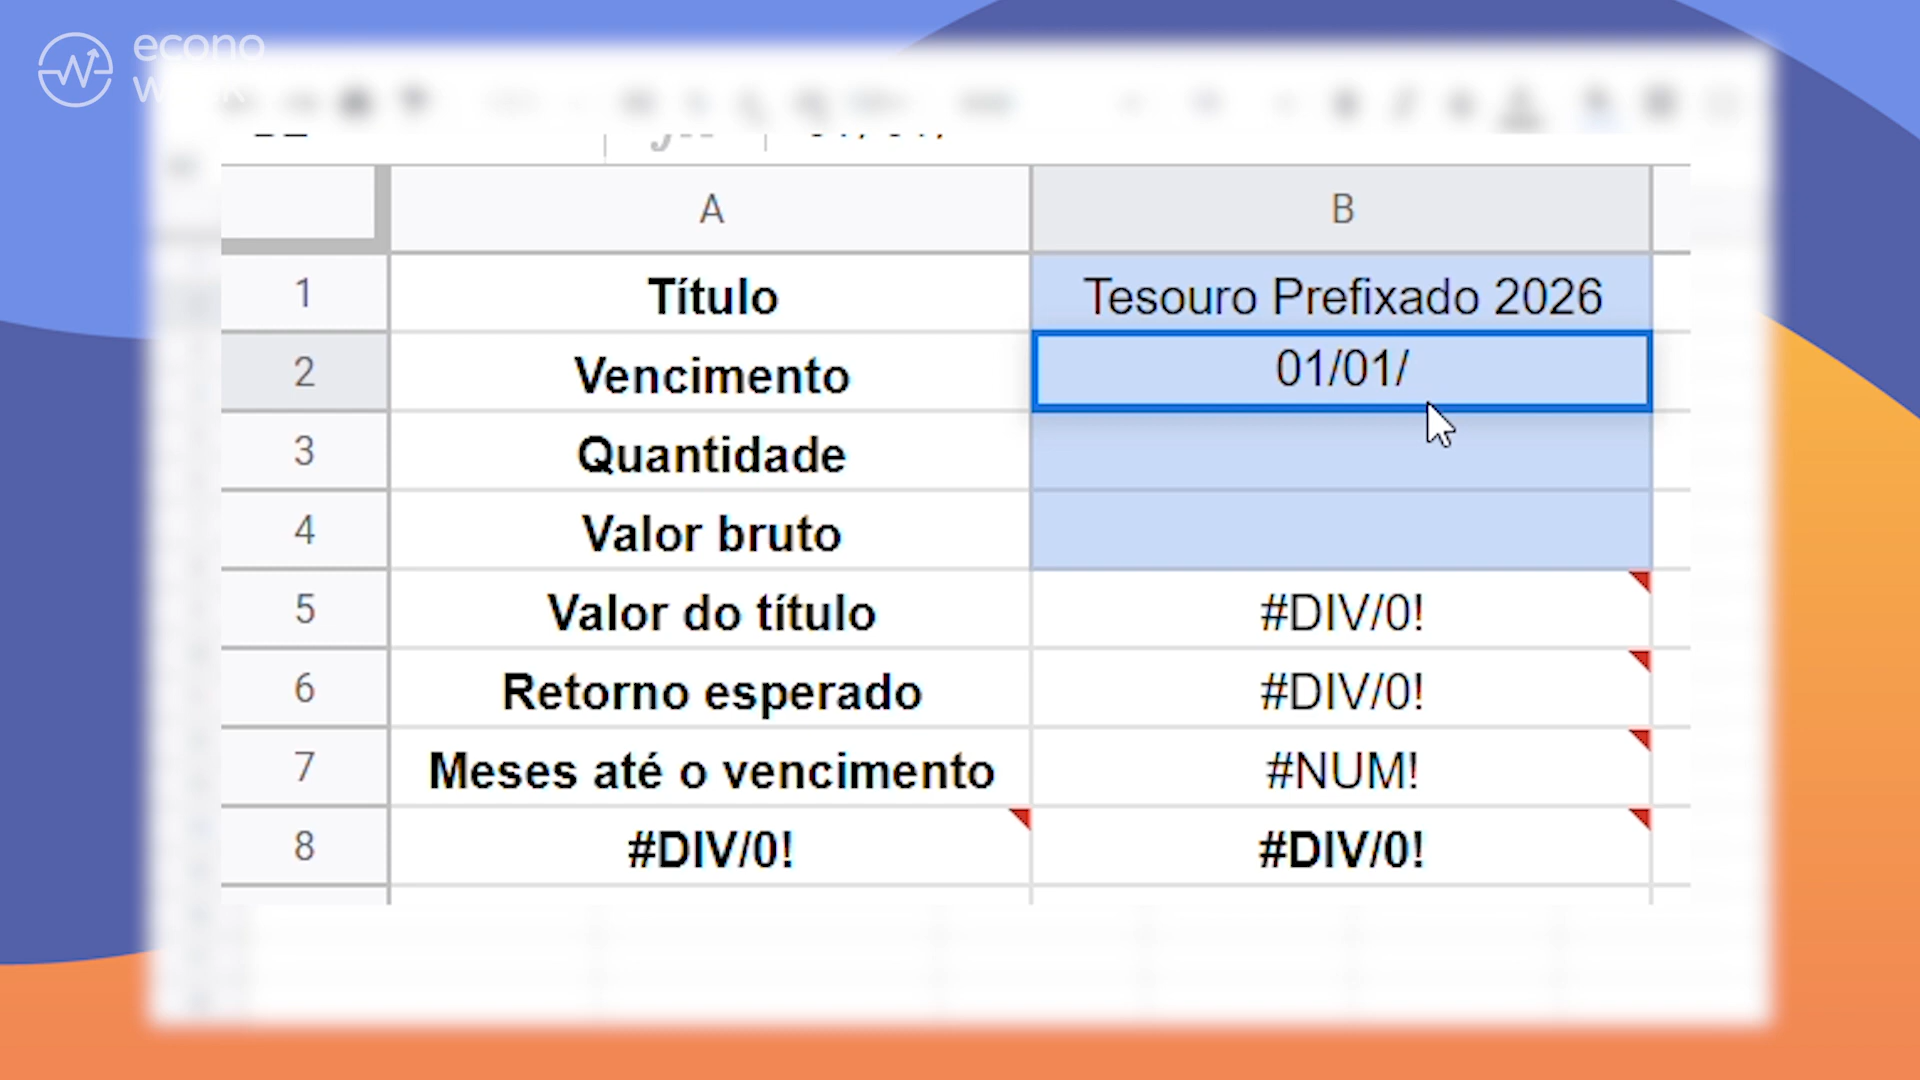 econo
A B
1 Título Tesouro Prefixado 2026
2 Vencimento 01/01/
3 Quantidade
4 Valor bruto
5 Valor do título #DIV/0!
6 Retorno esperado #DIV/0!
7 Meses até o vencimento #NUM!
8 #DIV/0! #DIV/0!